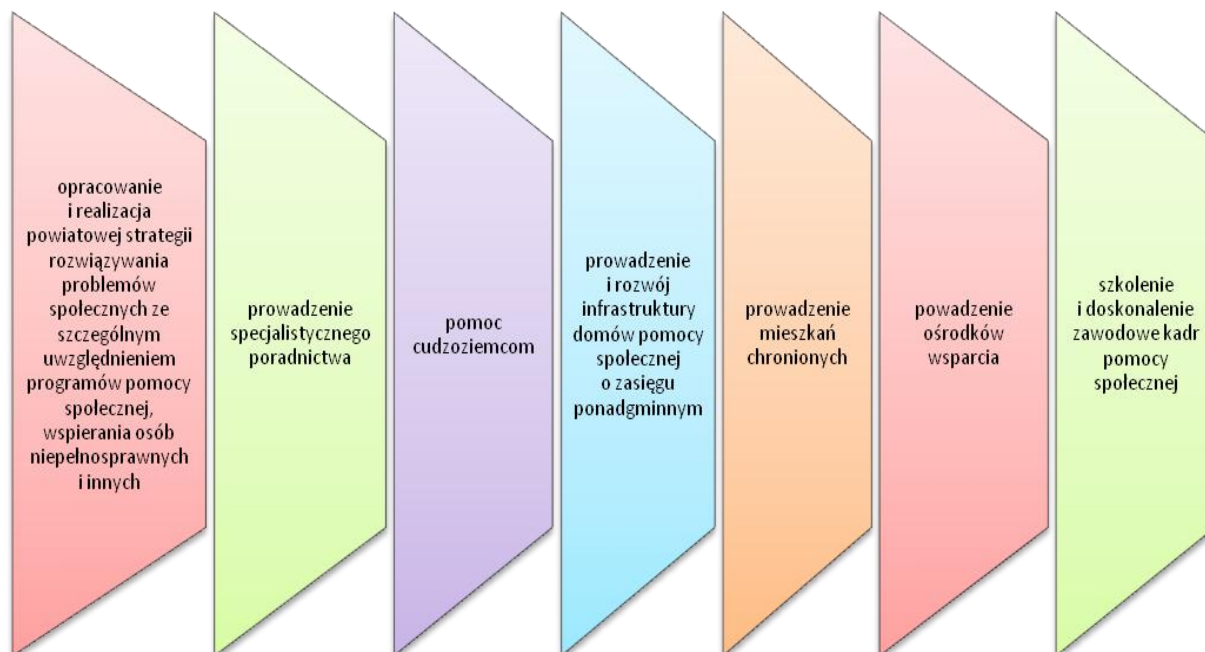 opracowanie
i realizacja
powiatowej strategii
rozwiązywania
problemów
społecznych ze
szczególnym
uwzględnieniem
programów pomocy
społecznej,
wspierania osób
niepełnosprawnych
i innych
prowadzenie
specjalistycznego
poradnictwa
pomoc
cudzoziemcom
prowadzenie
i rozwój
infrastruktury
domów pomocy
społecznej
o zasięgu
ponadgminnym
prowadzenie
mieszkań
chronionych
powadzenie
ośrodków
wsparcia
szkolenie
i doskonalenie
zawodowe kadr
pomocy
społecznej